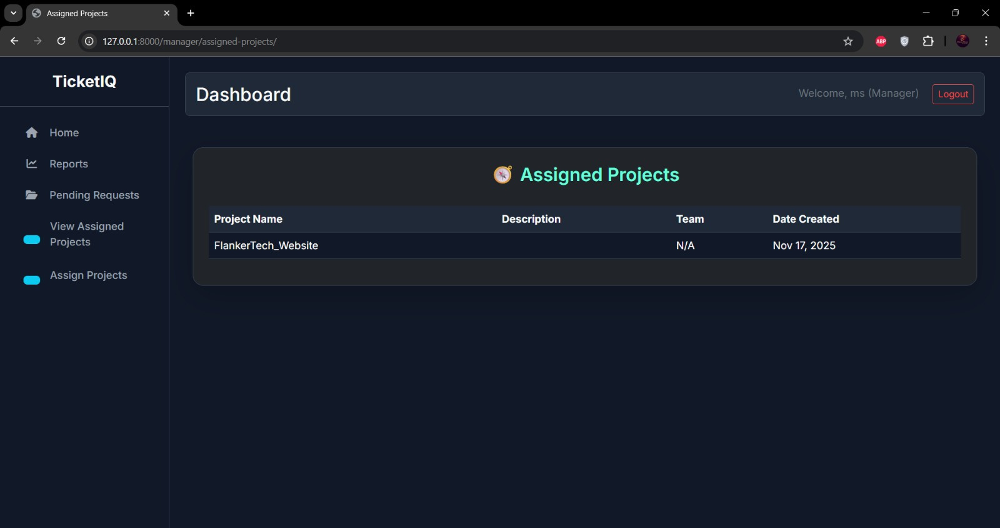 Assigned Projects
127.0.0.1:8000/manager/assigned-projects/
ABP
TicketIQ
Home
Reports
Pending Requests
View Assigned
Projects
Assign Projects
Dashboard
Welcome, ms (Manager)
Logout
Assigned Projects
Project Name Description Team Date Created
FlankerTech_Website N/A Nov 17, 2025